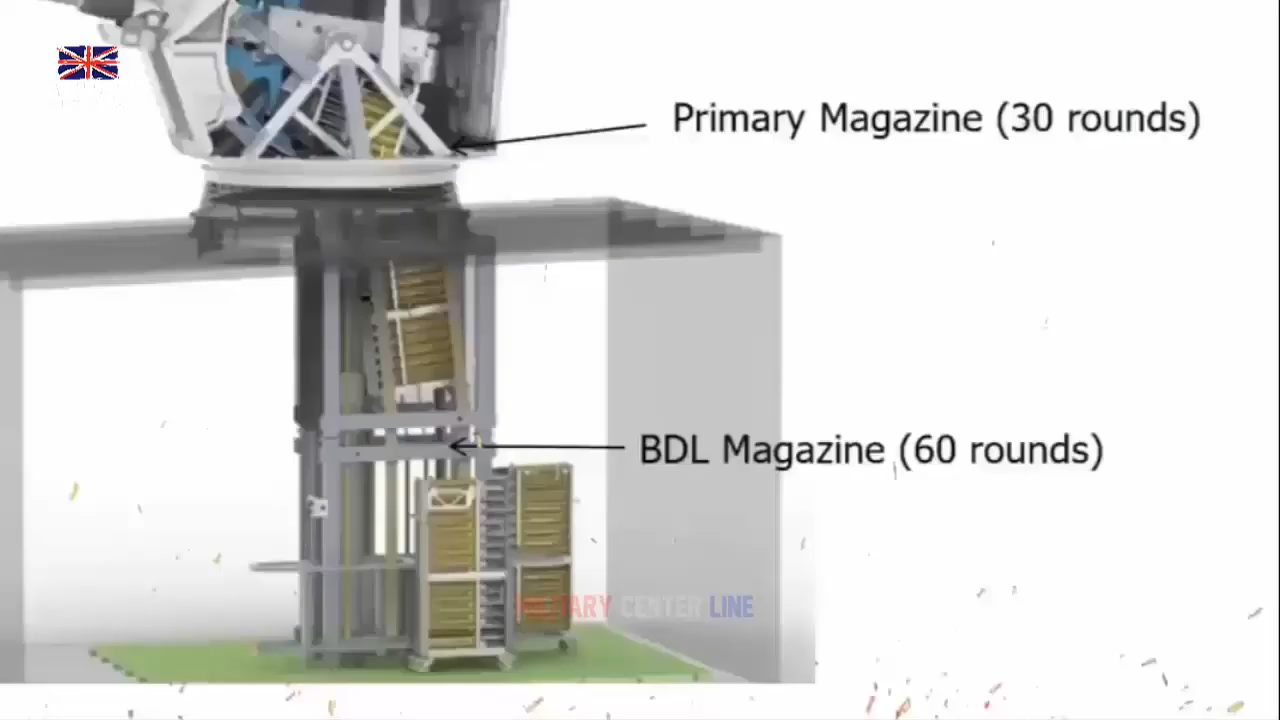 Primary Magazine (30 rounds)
BDL Magazine (60 rounds)
MILITARY CENTER LINE